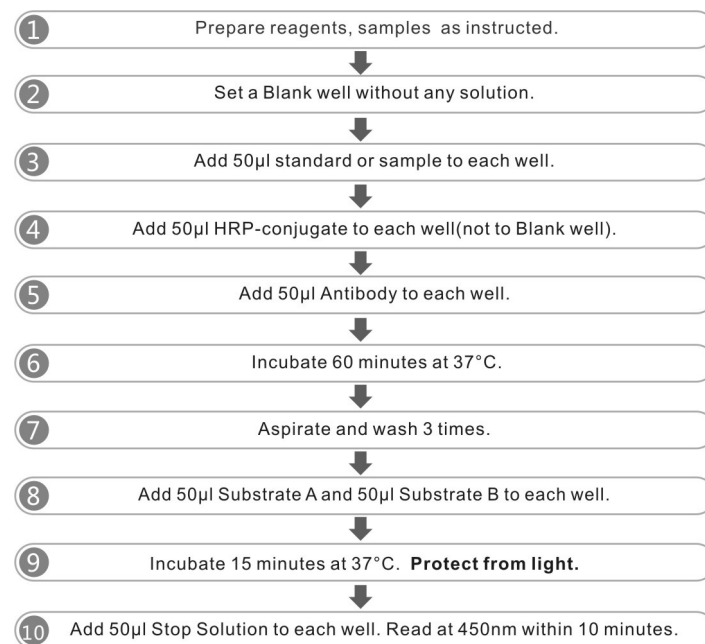 1 Prepare reagents, samples as instructed.
2 Set a Blank well without any solution.
3 Add 50μl standard or sample to each well.
4 Add 50μl HRP-conjugate to each well(not to Blank well).
5 Add 50μl Antibody to each well.
6 Incubate 60 minutes at 37°C.
7 Aspirate and wash 3 times.
8 Add 50μl Substrate A and 50μl Substrate B to each well.
9 Incubate 15 minutes at 37°C. Protect from light.
10 Add 50μl Stop Solution to each well. Read at 450nm within 10 minutes.